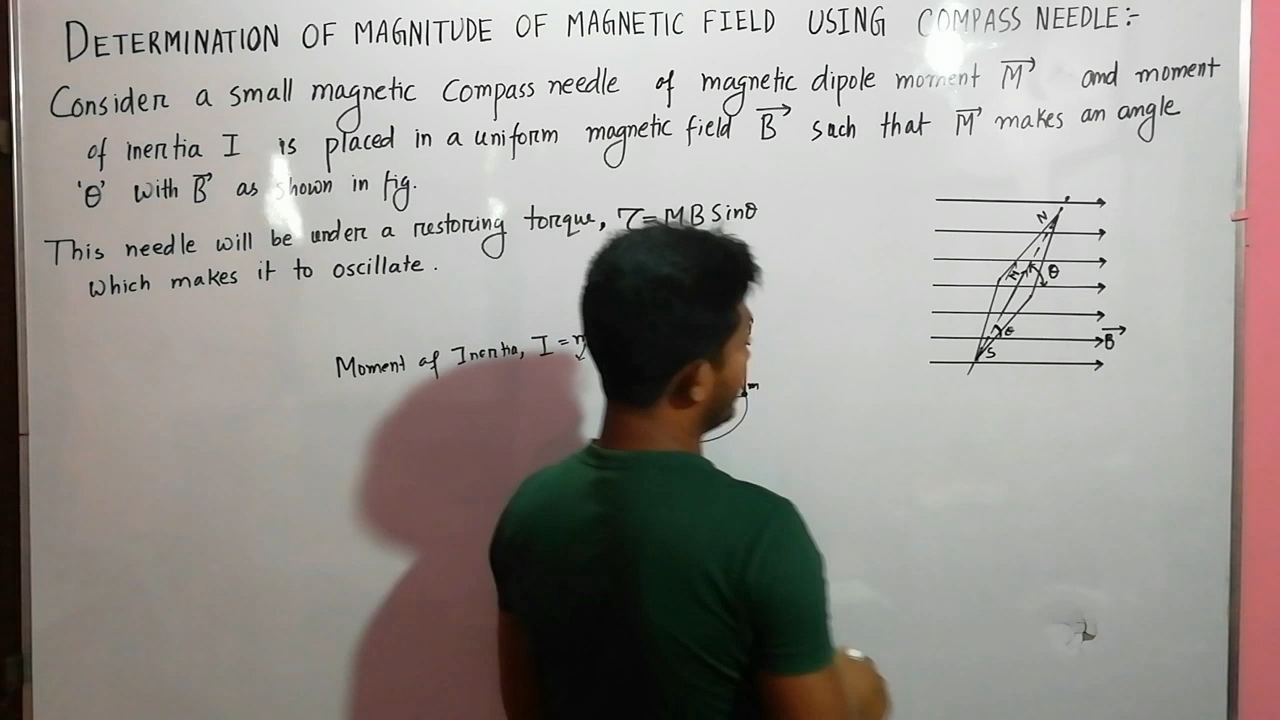 DETERMINATION OF MAGNITUDE OF MAGNETIC FIELD USING COMPASS NEEDLE:-
Consider a small magnetic Compass needle of magnetic dipole moment M⃗ and moment
of inertia I is placed in a uniform magnetic field B⃗ such that M⃗ makes an angle
'θ' with B⃗ as shown in fig.
This needle will be under a restoring torque, τ=MBSinθ
which makes it to oscillate.
Moment of Inertia, I =
m
N
θ
θ
S
B⃗